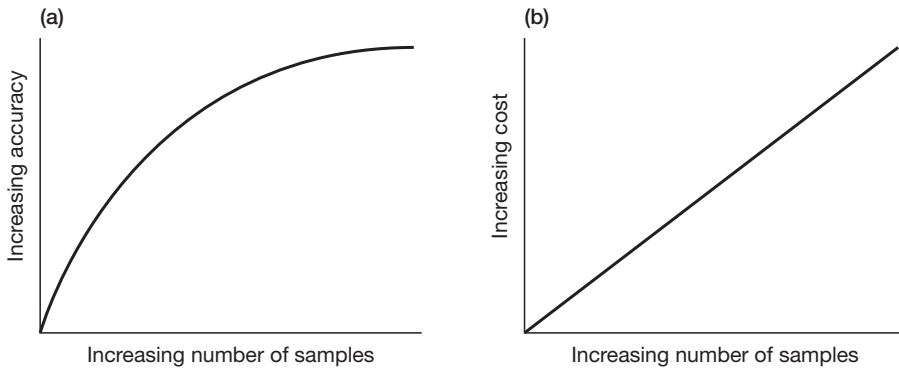 (a)
Increasing accuracy
Increasing number of samples
(b)
Increasing cost
Increasing number of samples